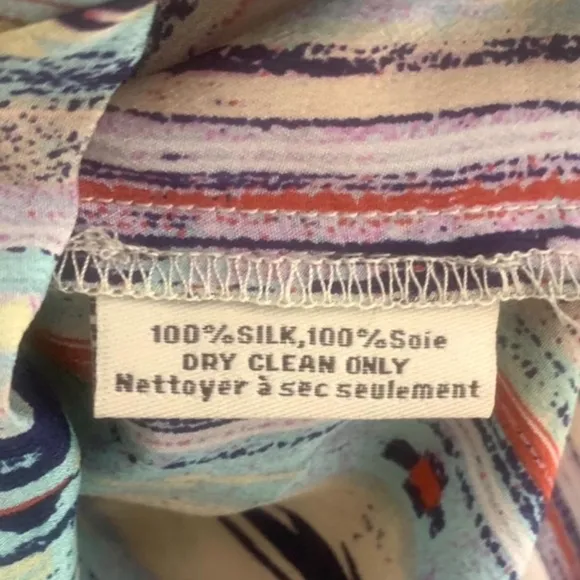 100%SILK,100%Soie
DRY CLEAN ONLY
Nettoyer à sec seulement